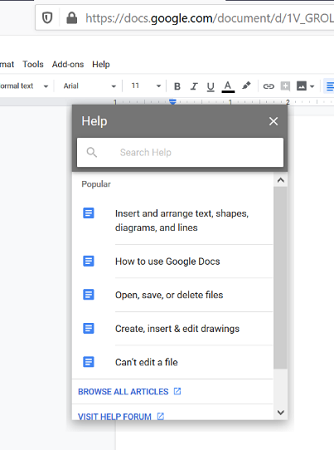 https://docs.google.com/document/d/1V_GROL
rmat Tools Add-ons Help
ormal text Arial 11 B I U A
1 1 2
Help
Search Help
Popular
Insert and arrange text, shapes,
diagrams, and lines
How to use Google Docs
Open, save, or delete files
Create, insert & edit drawings
Can't edit a file
BROWSE ALL ARTICLES
VISIT HELP FORUM